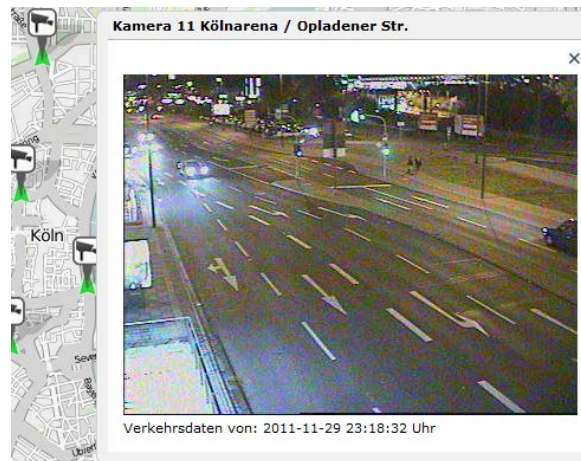 Kamera 11 Kölnarena / Opladener Str.
Köln
Verkehrsdaten von: 2011-11-29 23:18:32 Uhr